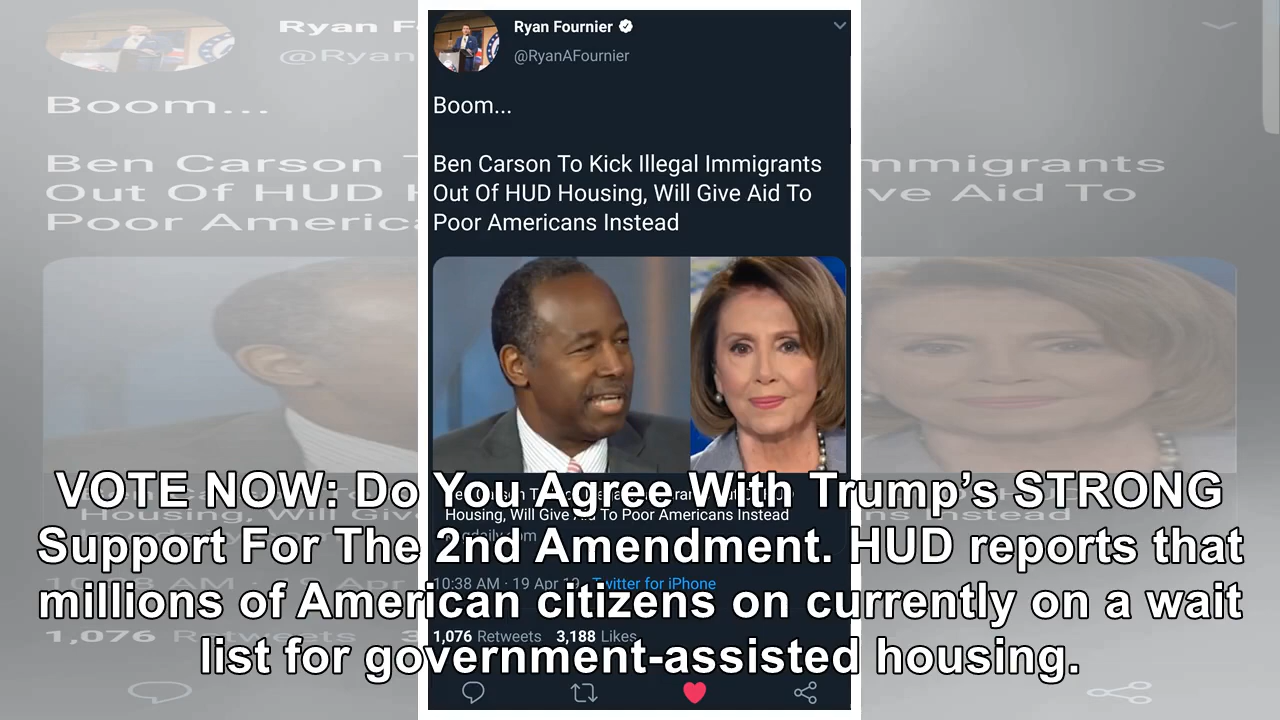 Ryan Fournier
@RyanAFournier
Boom...
Ben Carson To Kick Illegal Immigrants
Out Of HUD Housing, Will Give Aid To
Poor Americans Instead
Housing, Will Give Aid To Poor Americans Instead
10:38 AM · 19 Apr 19 · Twitter for iPhone
1,076 Retweets 3,188 Likes
VOTE NOW: Do You Agree With Trump’s STRONG
Support For The 2nd Amendment. HUD reports that
millions of American citizens on currently on a wait
list for government-assisted housing.